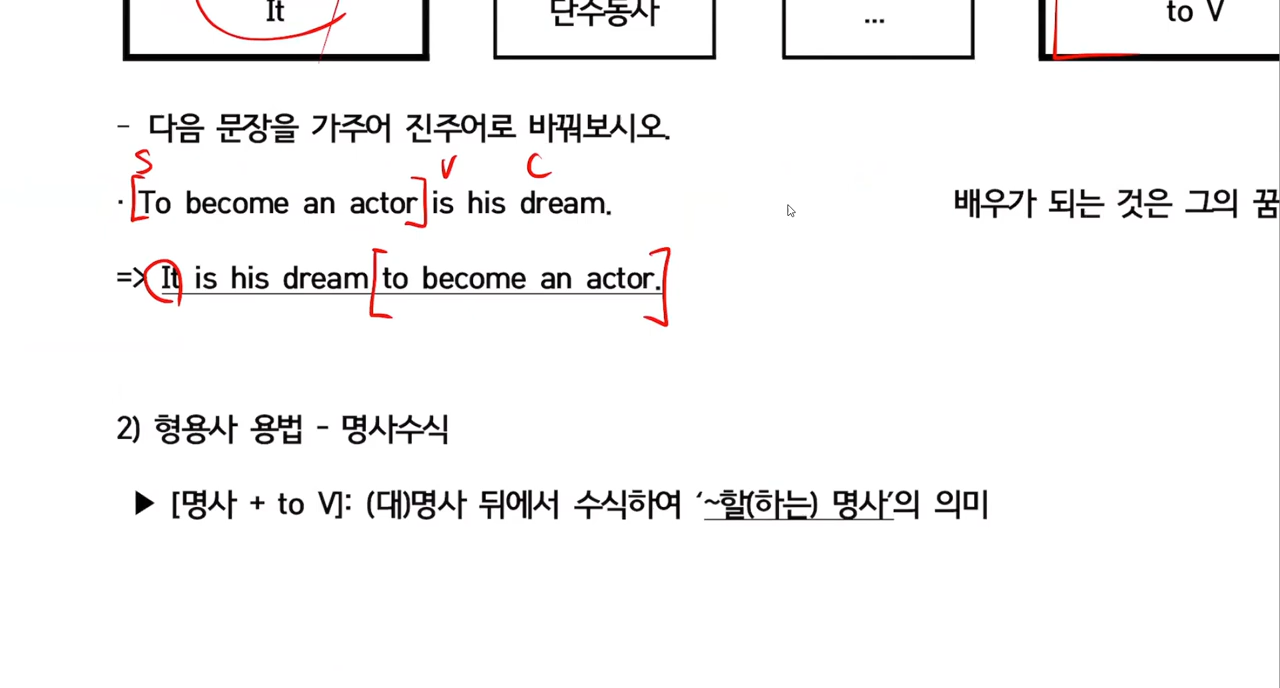 It 단수동사 ... to V
- 다음 문장을 가주어 진주어로 바꿔보시오.
S V C
· [To become an actor] is his dream. 배우가 되는 것은 그의 꿈
=> It is his dream [to become an actor.]
2) 형용사 용법 - 명사수식
▶ [명사 + to V]: (대)명사 뒤에서 수식하여 ‘~할(하는) 명사’의 의미